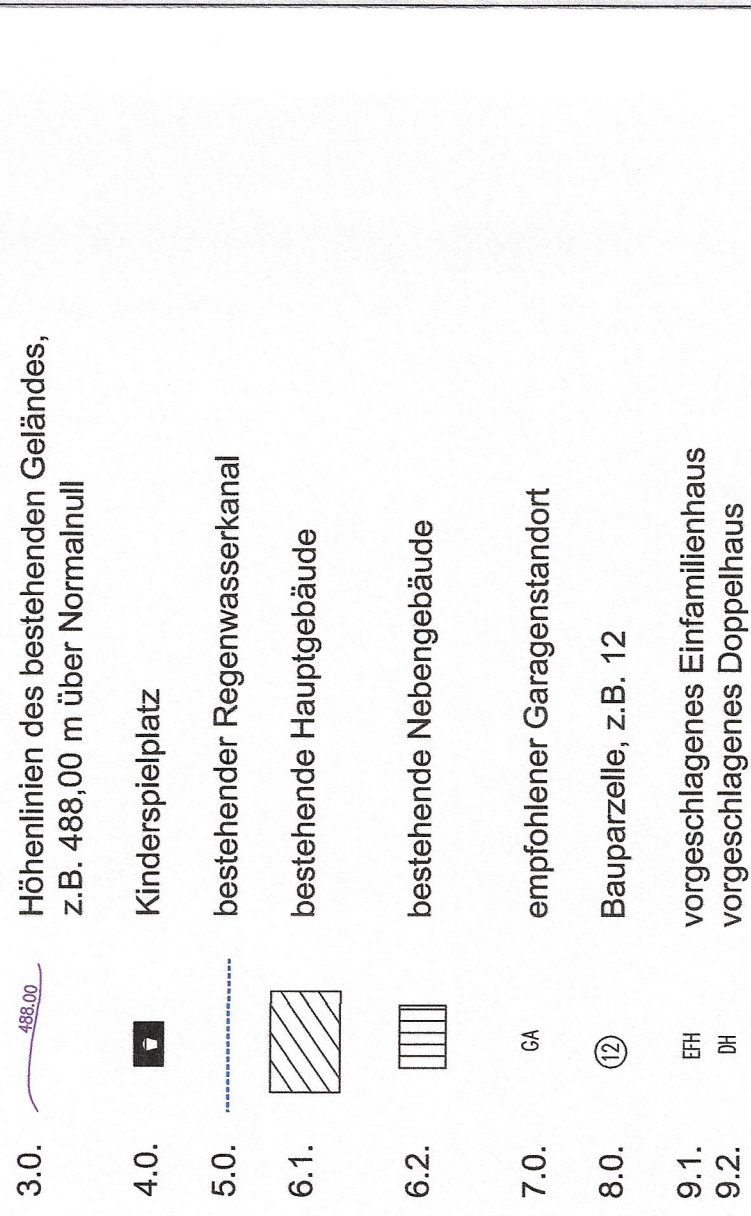 3.0. 488.00 Höhenlinien des bestehenden Geländes,
z.B. 488,00 m über Normalnull
4.0. Kinderspielplatz
5.0. bestehender Regenwasserkanal
6.1. bestehende Hauptgebäude
6.2. bestehende Nebengebäude
7.0. GA empfohlener Garagenstandort
8.0. 12 Bauparzelle, z.B. 12
9.1. EFH vorgeschlagenes Einfamilienhaus
9.2. DH vorgeschlagenes Doppelhaus